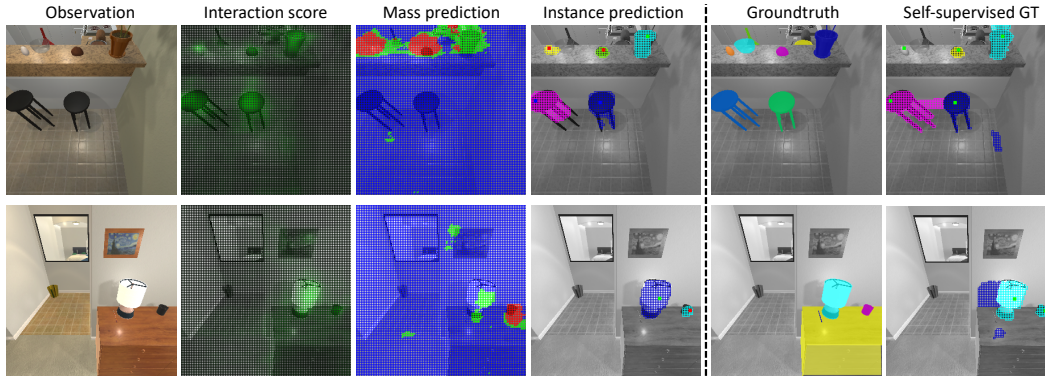 Observation
Interaction score
Mass prediction
Instance prediction
Groundtruth
Self-supervised GT